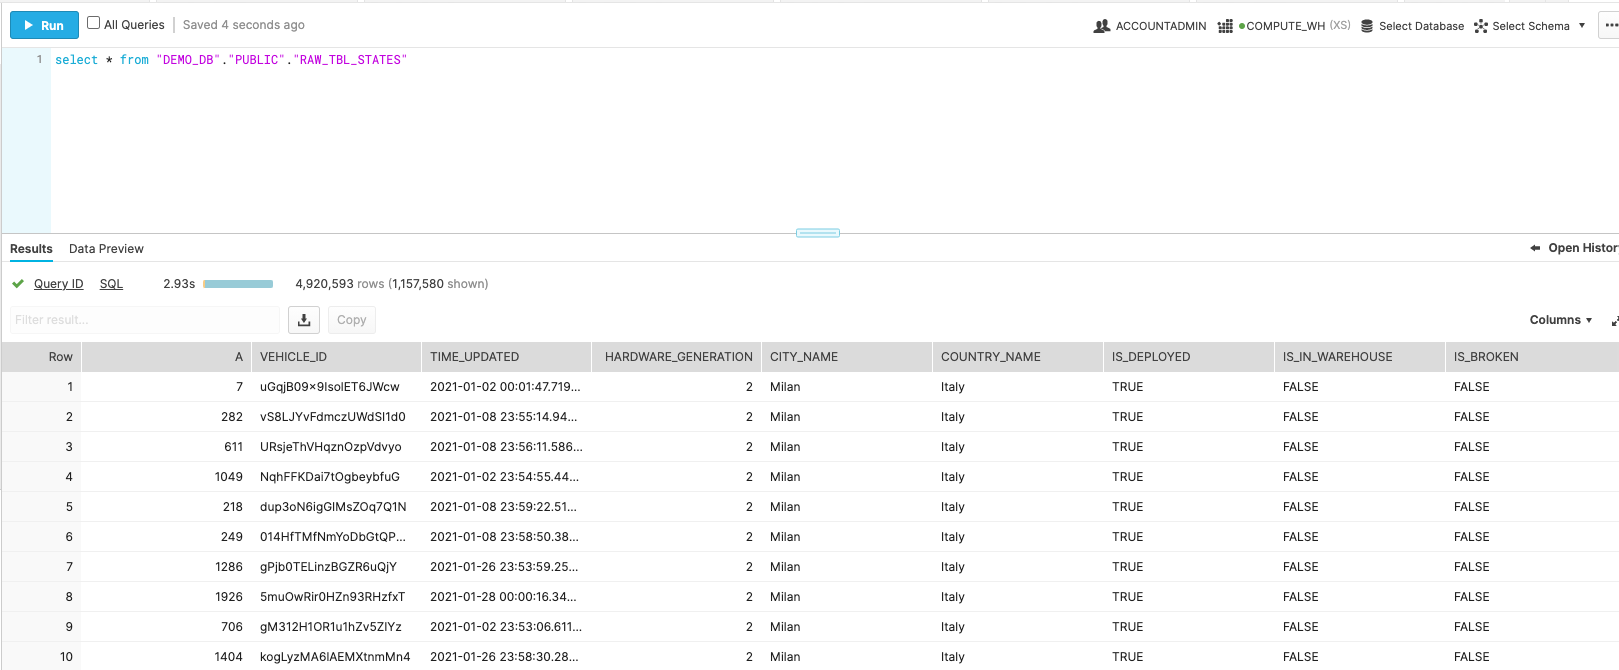 Run All Queries Saved 4 seconds ago ACCOUNTADMIN COMPUTE_WH (XS) Select Database Select Schema
1 select * from "DEMO_DB"."PUBLIC"."RAW_TBL_STATES"
Results Data Preview Open Histor
Query ID SQL 2.93s 4,920,593 rows (1,157,580 shown)
Filter result... Copy Columns
Row A VEHICLE_ID TIME_UPDATED HARDWARE_GENERATION CITY_NAME COUNTRY_NAME IS_DEPLOYED IS_IN_WAREHOUSE IS_BROKEN
1 7 uGqjB09x9IsolET6JWcw 2021-01-02 00:01:47.719... 2 Milan Italy TRUE FALSE FALSE
2 282 vS8LJYvFdmczUWdSI1d0 2021-01-08 23:55:14.94... 2 Milan Italy TRUE FALSE FALSE
3 611 URsjeThVHqznOzpVdvyo 2021-01-08 23:56:11.586... 2 Milan Italy TRUE FALSE FALSE
4 1049 NqhFFKDai7tOgbeybfuG 2021-01-02 23:54:55.44... 2 Milan Italy TRUE FALSE FALSE
5 218 dup3oN6igGlMsZOq7Q1N 2021-01-08 23:59:22.51... 2 Milan Italy TRUE FALSE FALSE
6 249 014HfTMfNmYoDbGtQP... 2021-01-08 23:58:50.38... 2 Milan Italy TRUE FALSE FALSE
7 1286 gPjb0TELinzBGZR6uQjY 2021-01-26 23:53:59.25... 2 Milan Italy TRUE FALSE FALSE
8 1926 5muOwRir0HZn93RHzfxT 2021-01-28 00:00:16.34... 2 Milan Italy TRUE FALSE FALSE
9 706 gM312H1OR1u1hZv5ZIYz 2021-01-02 23:53:06.611... 2 Milan Italy TRUE FALSE FALSE
10 1404 kogLyzMA6lAEMXtnmMn4 2021-01-26 23:58:30.28... 2 Milan Italy TRUE FALSE FALSE